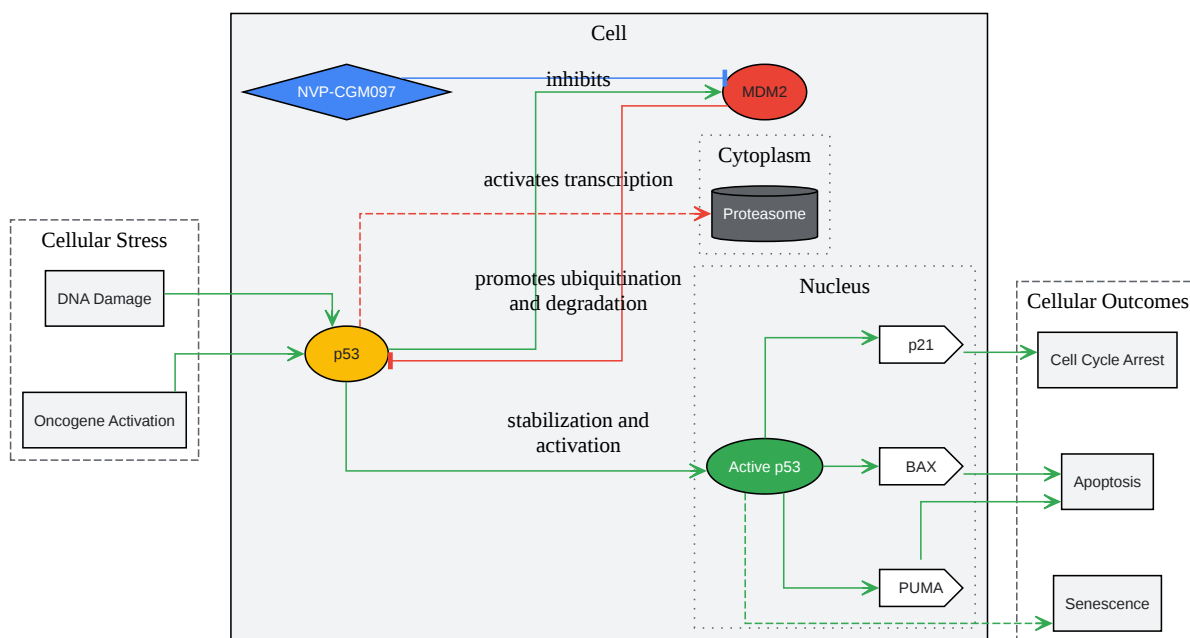 Cell
NVP-CGM097
inhibits
MDM2
Cytoplasm
activates transcription
Proteasome
Cellular Stress
DNA Damage
promotes ubiquitination
and degradation
Nucleus
Cellular Outcomes
p53
p21
Cell Cycle Arrest
Oncogene Activation
stabilization and
activation
Active p53
BAX
Apoptosis
PUMA
Senescence